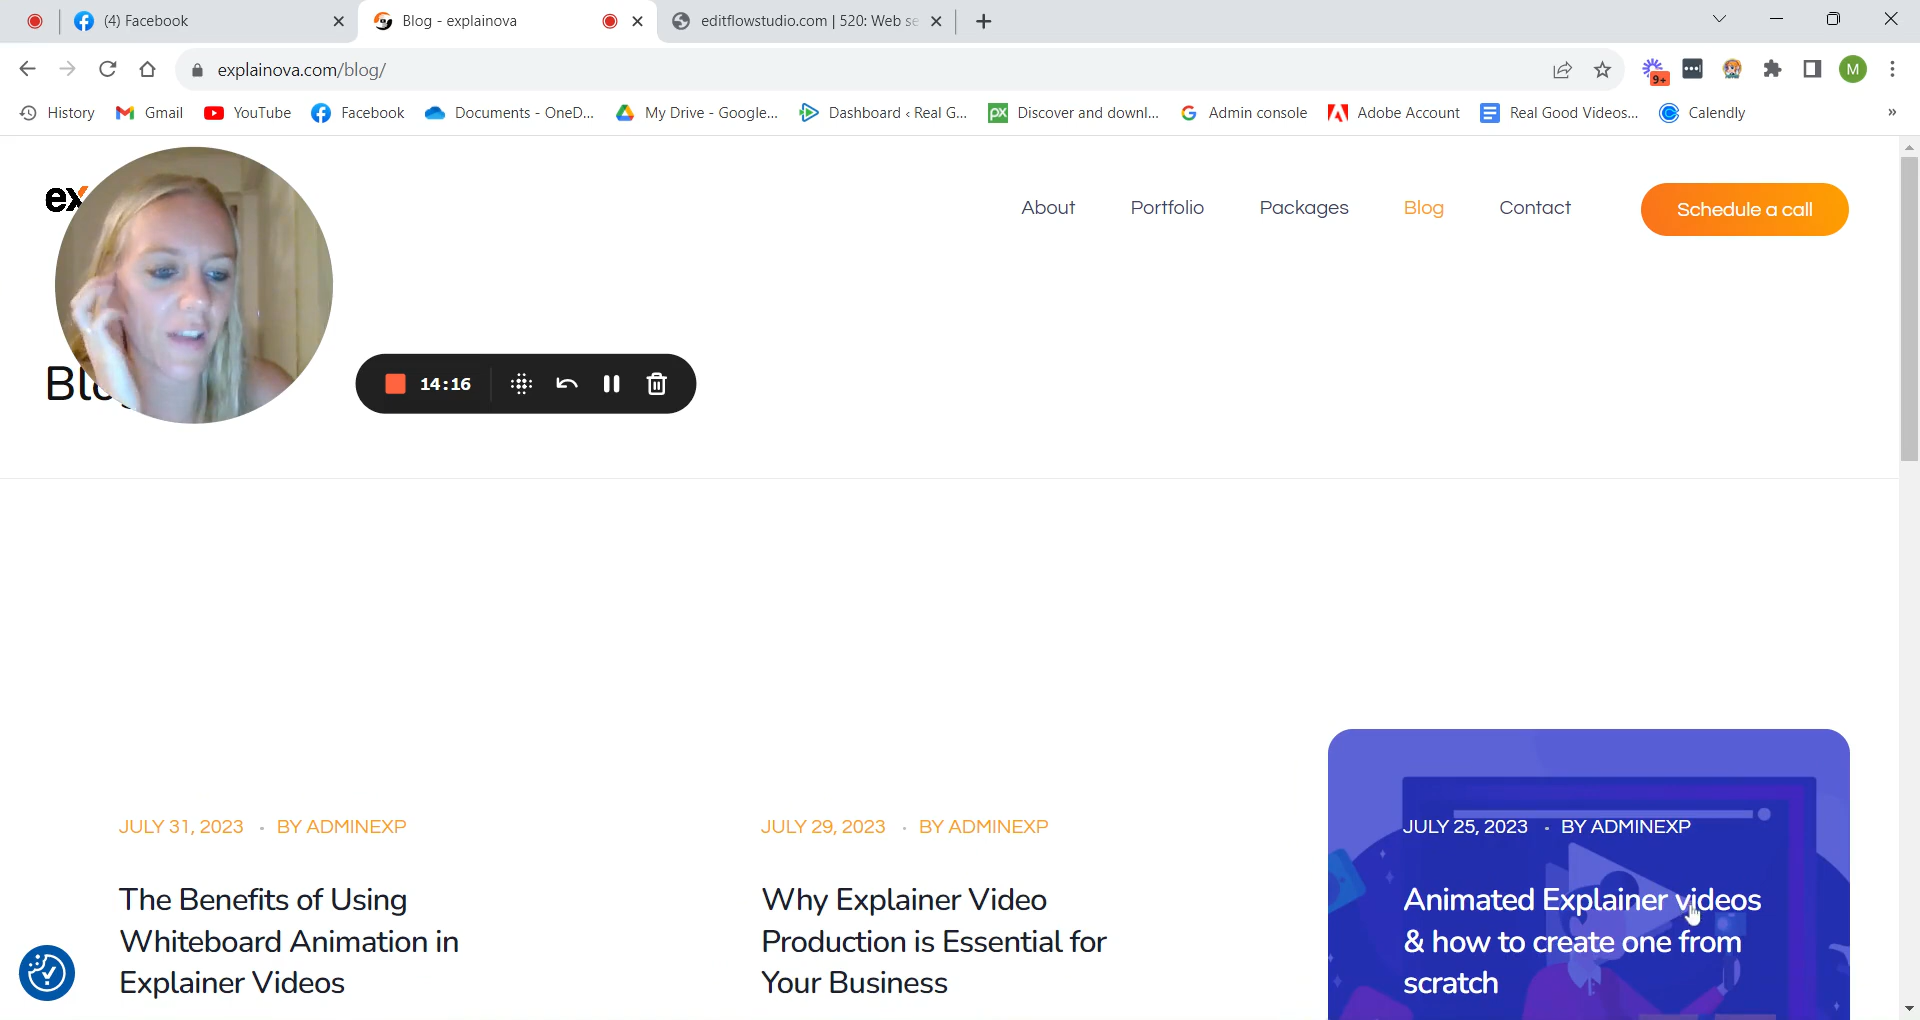 (4) Facebook
Blog - explainova
editflowstudio.com | 520: Web se
explainova.com/blog/
9+
M
History
Gmail
YouTube
Facebook
Documents - OneD...
My Drive - Google...
Dashboard ‹ Real G...
px
Discover and downl...
Admin console
Adobe Account
Real Good Videos...
Calendly
»
ex
About
Portfolio
Packages
Blog
Contact
Schedule a call
Blog
14:16
JULY 31, 2023 · BY ADMINEXP
The Benefits of Using
Whiteboard Animation in
Explainer Videos
JULY 29, 2023 · BY ADMINEXP
Why Explainer Video
Production is Essential for
Your Business
JULY 25, 2023 · BY ADMINEXP
Animated Explainer videos
& how to create one from
scratch